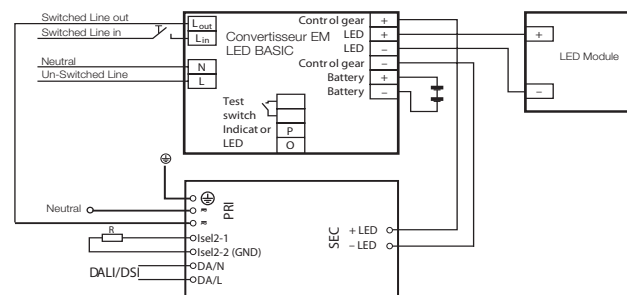 Switched Line out
Switched Line in
Neutral
Un-Switched Line
Lout
Lin
N
L
Convertisseur EM
LED BASIC
Control gear +
LED +
LED –
Control gear –
Battery +
Battery –
Test
switch
Indicator
LED
P
O
+
–
LED Module
Neutral
PRI
R
Isel2-1
Isel2-2 (GND)
DALI/DSI
DA/N
DA/L
SEC
+ LED
– LED